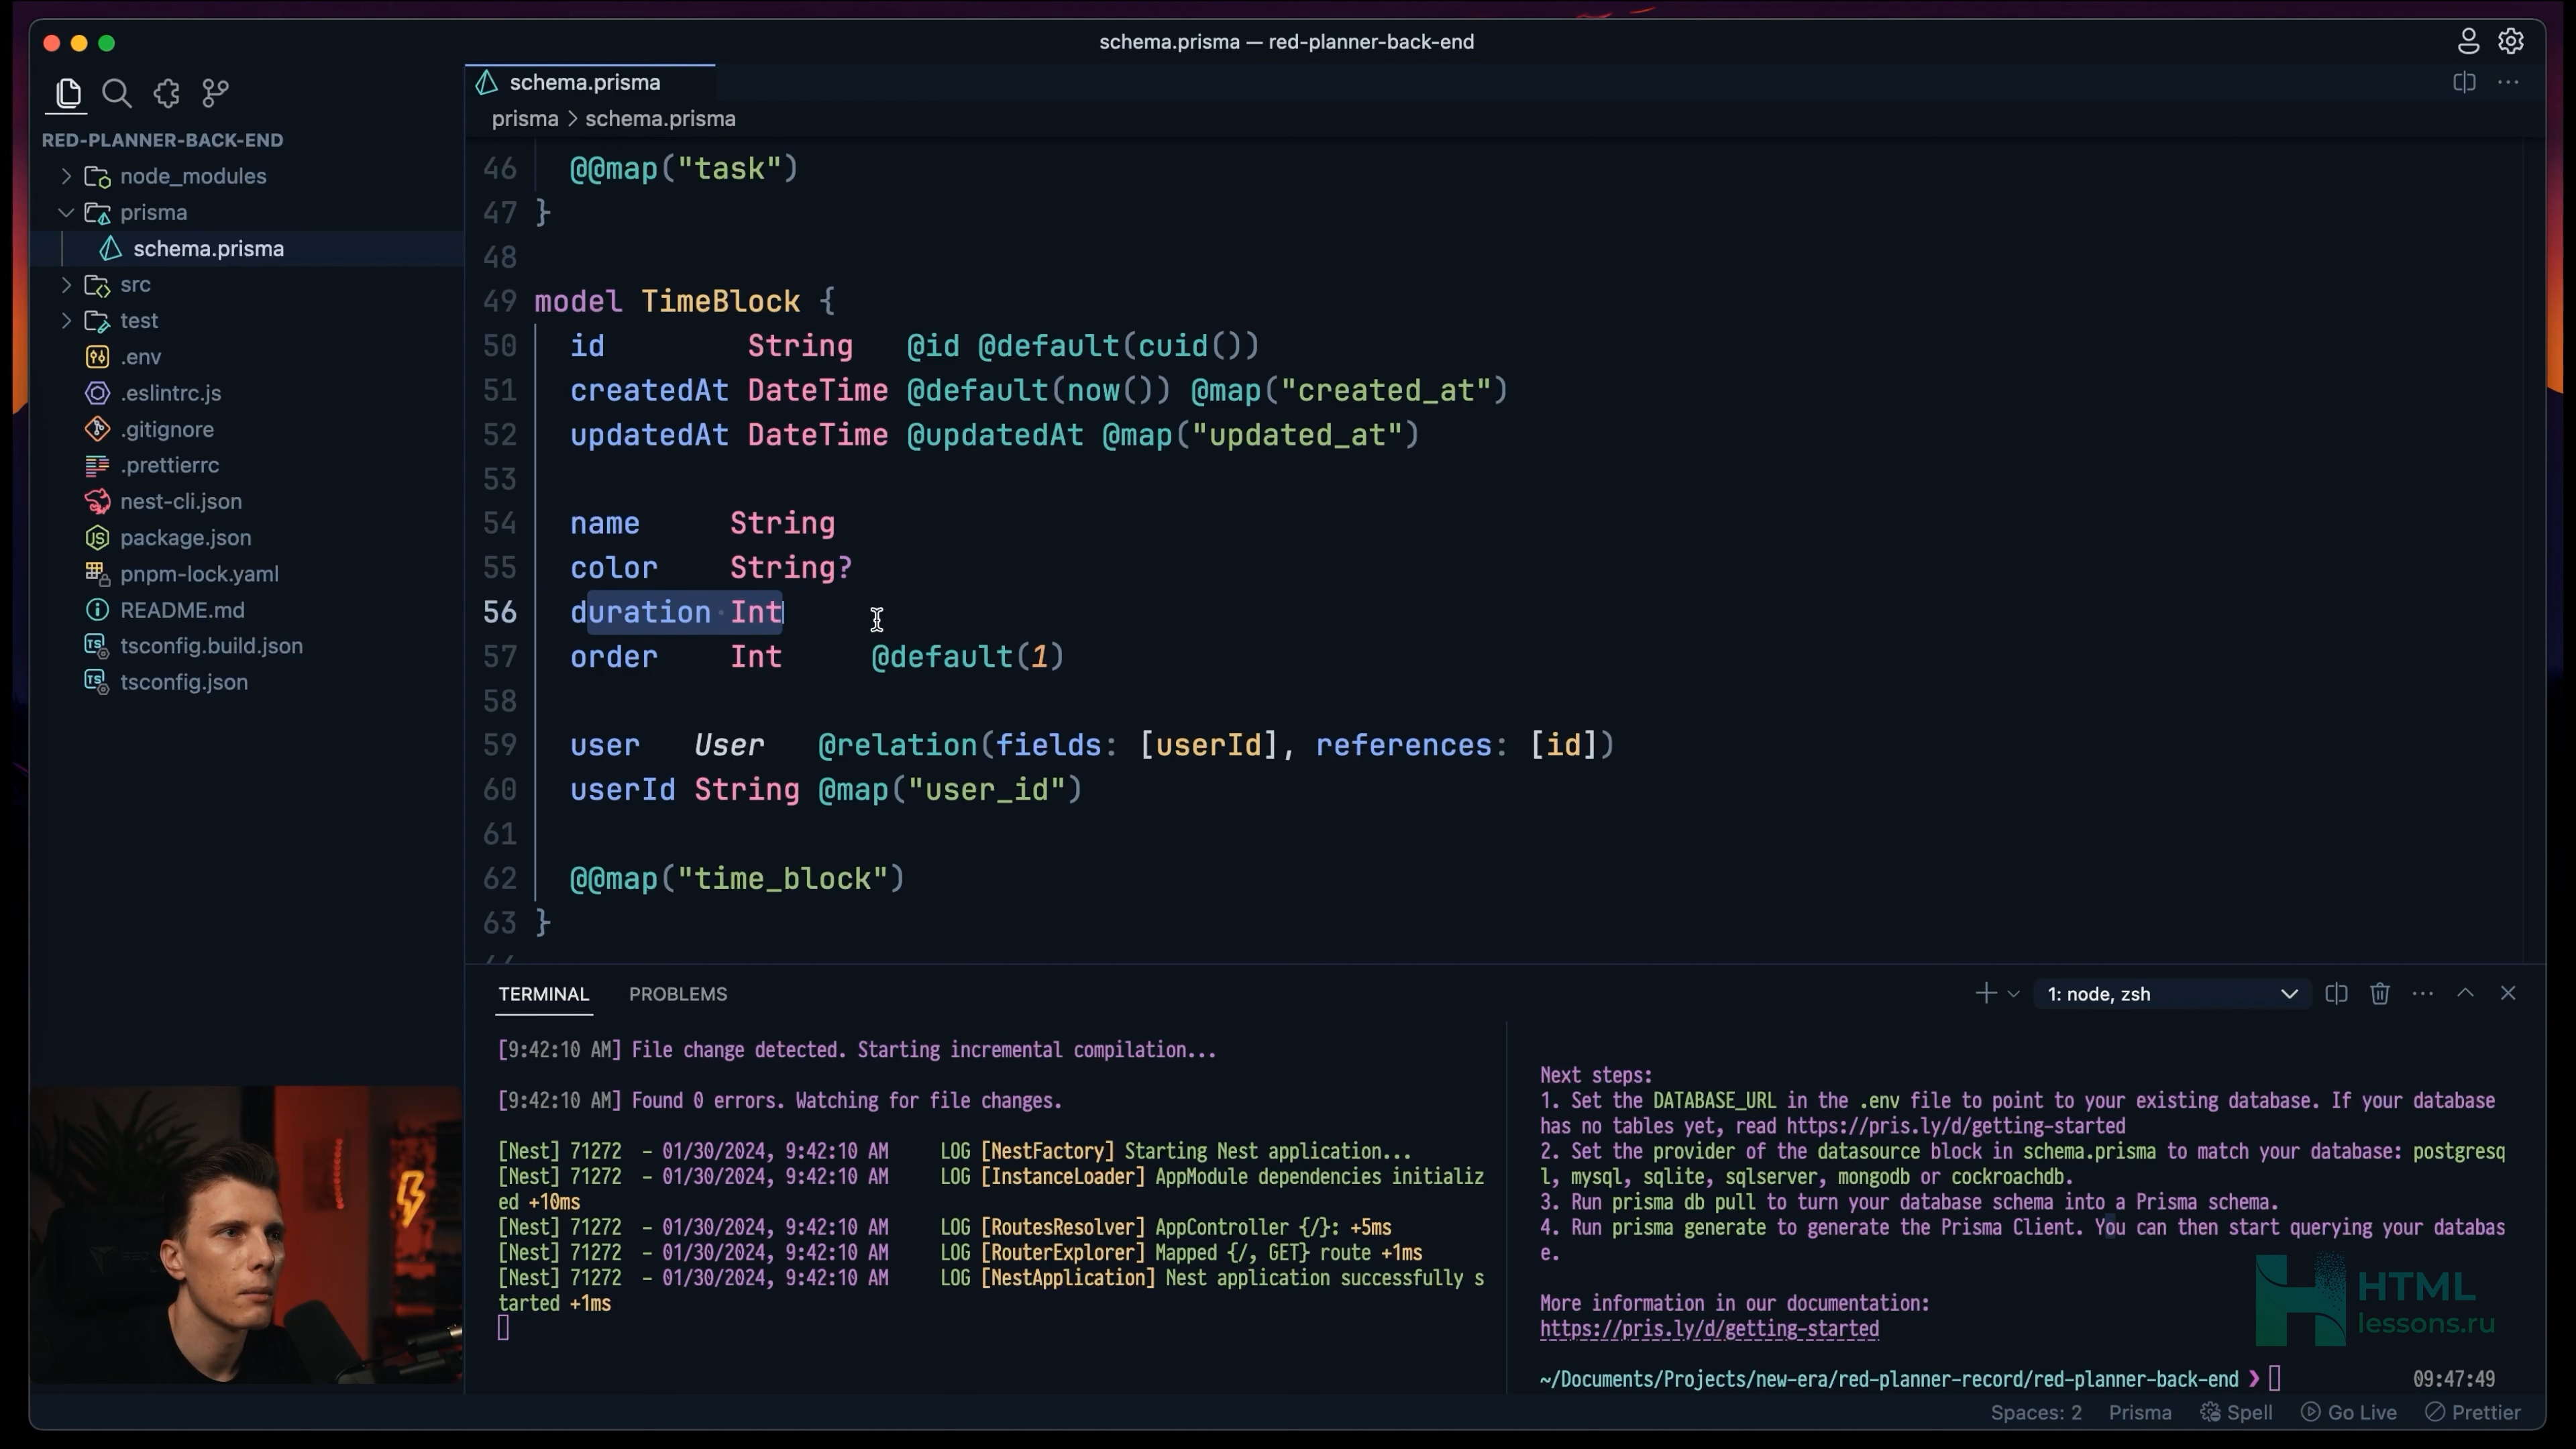 schema.prisma — red-planner-back-end
schema.prisma
prisma > schema.prisma
RED-PLANNER-BACK-END
node_modules
prisma
schema.prisma
src
test
.env
.eslintrc.js
.gitignore
.prettierrc
nest-cli.json
package.json
pnpm-lock.yaml
README.md
tsconfig.build.json
tsconfig.json
46 @@map("task")
47 }
48
49 model TimeBlock {
50 id String @id @default(cuid())
51 createdAt DateTime @default(now()) @map("created_at")
52 updatedAt DateTime @updatedAt @map("updated_at")
53
54 name String
55 color String?
56 duration Int
57 order Int @default(1)
58
59 user User @relation(fields: [userId], references: [id])
60 userId String @map("user_id")
61
62 @@map("time_block")
63 }
TERMINAL PROBLEMS
1: node, zsh
[9:42:10 AM] File change detected. Starting incremental compilation...
[9:42:10 AM] Found 0 errors. Watching for file changes.
[Nest] 71272 - 01/30/2024, 9:42:10 AM LOG [NestFactory] Starting Nest application...
[Nest] 71272 - 01/30/2024, 9:42:10 AM LOG [InstanceLoader] AppModule dependencies initializ
ed +10ms
[Nest] 71272 - 01/30/2024, 9:42:10 AM LOG [RoutesResolver] AppController {/}: +5ms
[Nest] 71272 - 01/30/2024, 9:42:10 AM LOG [RouterExplorer] Mapped {/, GET} route +1ms
[Nest] 71272 - 01/30/2024, 9:42:10 AM LOG [NestApplication] Nest application successfully s
tarted +1ms
Next steps:
1. Set the DATABASE_URL in the .env file to point to your existing database. If your database
has no tables yet, read https://pris.ly/d/getting-started
2. Set the provider of the datasource block in schema.prisma to match your database: postgresq
l, mysql, sqlite, sqlserver, mongodb or cockroachdb.
3. Run prisma db pull to turn your database schema into a Prisma schema.
4. Run prisma generate to generate the Prisma Client. You can then start querying your databas
e.
More information in our documentation:
https://pris.ly/d/getting-started
~/Documents/Projects/new-era/red-planner-record/red-planner-back-end ❯ 09:47:49
HTML
lessons.ru
Spaces: 2 Prisma Spell Go Live Prettier